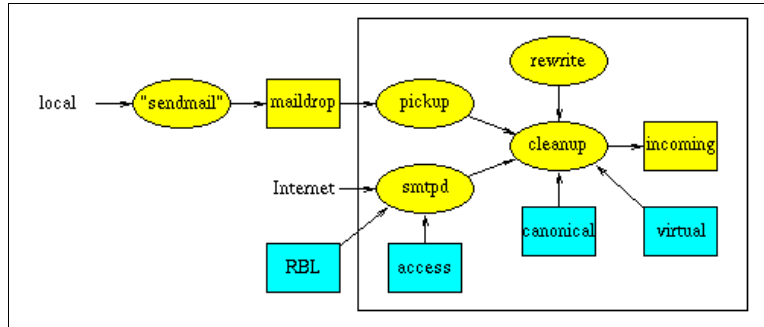 rewrite
local
"sendmail"
maildrop
pickup
cleanup
incoming
Internet
smtpd
RBL
access
canonical
virtual